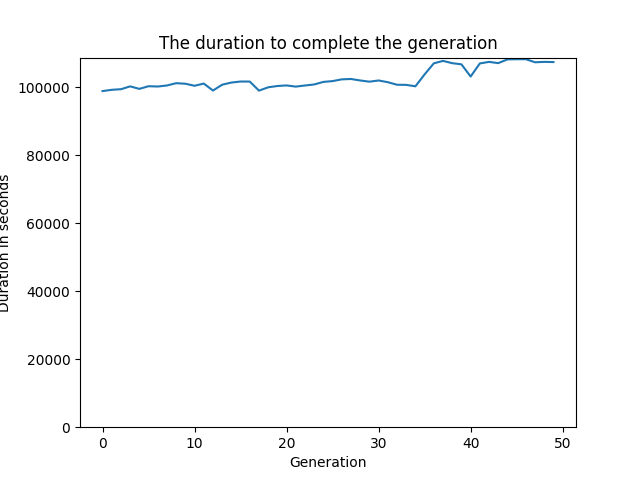 The duration to complete the generation
100000
80000
60000
40000
20000
0
Duration in seconds
0 10 20 30 40 50
Generation